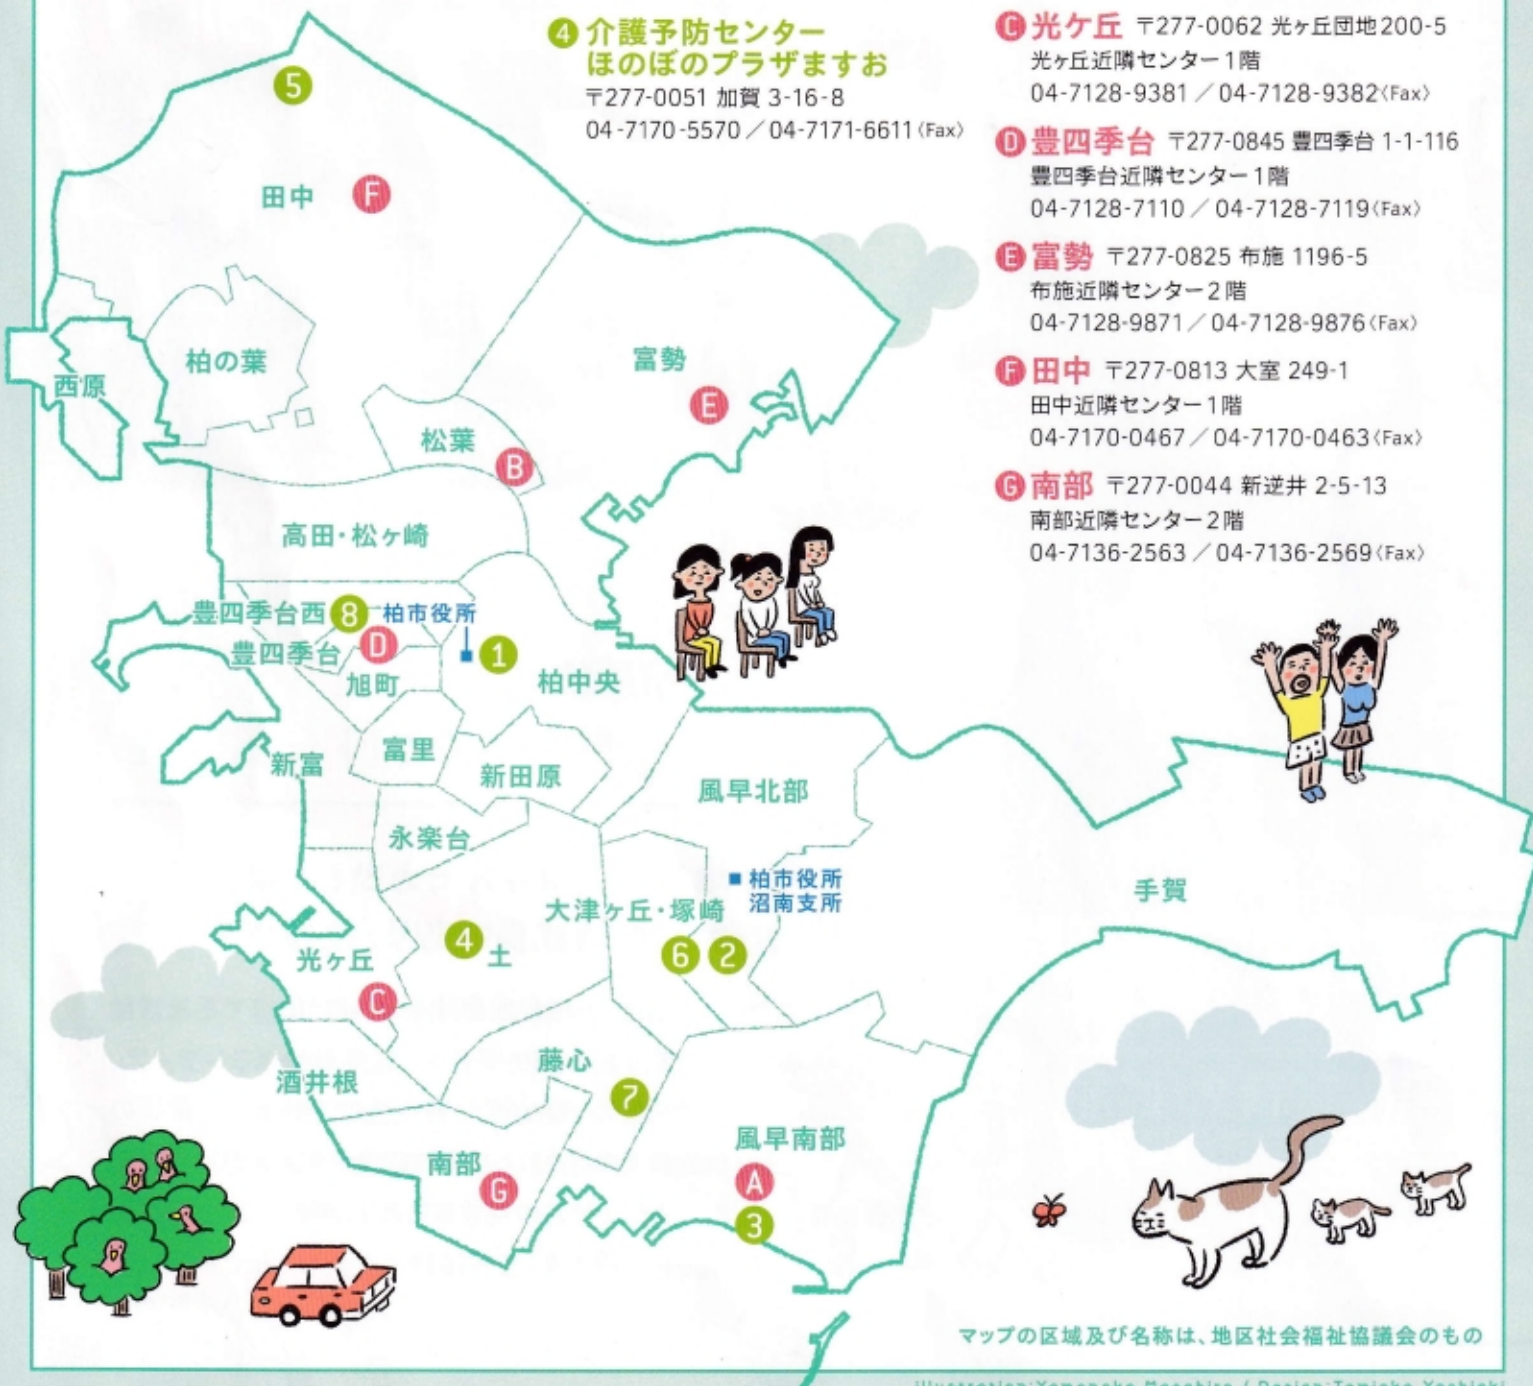 4 介護予防センター
ほのぼのプラザますお
〒277-0051 加賀 3-16-8
04-7170-5570／04-7171-6611〈Fax〉
C 光ケ丘 〒277-0062 光ヶ丘団地200-5
光ヶ丘近隣センター1階
04-7128-9381／04-7128-9382〈Fax〉
D 豊四季台 〒277-0845 豊四季台 1-1-116
豊四季台近隣センター1階
04-7128-7110／04-7128-7119〈Fax〉
E 富勢 〒277-0825 布施 1196-5
布施近隣センター2階
04-7128-9871／04-7128-9876〈Fax〉
F 田中 〒277-0813 大室 249-1
田中近隣センター1階
04-7170-0467／04-7170-0463〈Fax〉
G 南部 〒277-0044 新逆井 2-5-13
南部近隣センター2階
04-7136-2563／04-7136-2569〈Fax〉
5
田中 F
柏の葉
西原
富勢
E
松葉
B
高田・松ヶ崎
豊四季台西 8 柏市役所
豊四季台 D 1
旭町 柏中央
富里
新富
新田原
風早北部
永楽台
柏市役所
沼南支所
手賀
大津ヶ丘・塚崎
4 土 6 2
光ヶ丘
C
藤心
酒井根
7
風早南部
南部
G A
3
マップの区域及び名称は、地区社会福祉協議会のもの